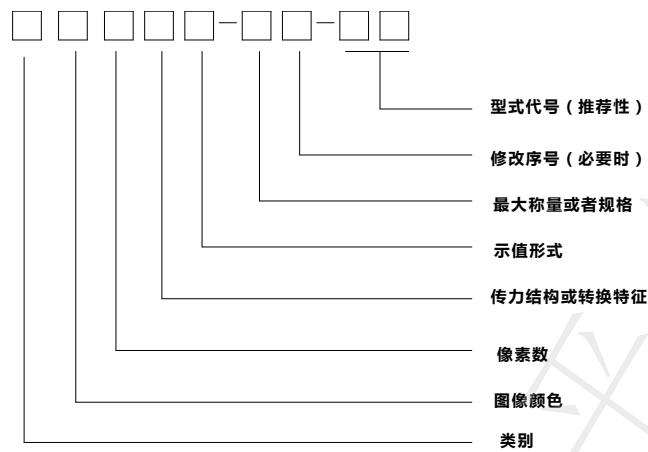 型式代号（推荐性）
修改序号（必要时）
最大称量或者规格
示值形式
传力结构或转换特征
像素数
图像颜色
类别